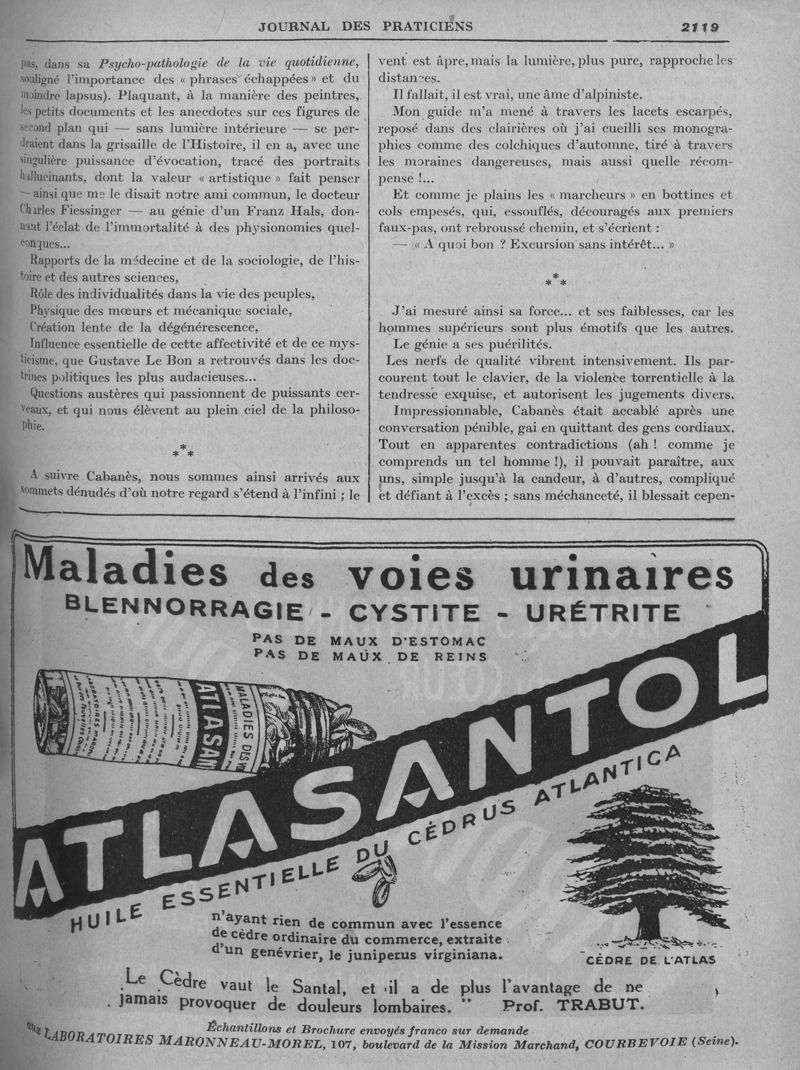 JOURNAL DES PRATICIENS
2119
pas, dans sa Psycho-pathologie de la vie quotidienne,
souligné l'importance des « phrases échappées » et du
moindre lapsus). Plaquant, à la manière des peintres,
les petits documents et les anecdotes sur ces figures de
second plan qui — sans lumière intérieure — se per-
draient dans la grisaille de l'Histoire, il en a, avec une
singulière puissance d'évocation, tracé des portraits
hallucinants, dont la valeur « artistique » fait penser
— ainsi que me le disait notre ami commun, le docteur
Charles Fiessinger — au génie d'un Franz Hals, don-
nant l'éclat de l'immortalité à des physionomies quel-
conques...
Rapports de la médecine et de la sociologie, de l'his-
toire et des autres sciences,
Rôle des individualités dans la vie des peuples,
Physique des mœurs et mécanique sociale,
Création lente de la dégénérescence,
Influence essentielle de cette affectivité et de ce mys-
ticisme, que Gustave Le Bon a retrouvés dans les doc-
trines politiques les plus audacieuses...
Questions austères qui passionnent de puissants cer-
veaux, et qui nous élèvent au plein ciel de la philoso-
phie.
* * *
A suivre Cabanès, nous sommes ainsi arrivés aux
sommets dénudés d'où notre regard s'étend à l'infini ; le
vent est âpre, mais la lumière, plus pure, rapproche les
distances.
Il fallait, il est vrai, une âme d'alpiniste.
Mon guide m'a mené à travers les lacets escarpés,
reposé dans des clairières où j'ai cueilli ses monogra-
phies comme des colchiques d'automne, tiré à travers
les moraines dangereuses, mais aussi quelle récom-
pense !...
Et comme je plains les « marcheurs » en bottines et
cols empesés, qui, essouflés, découragés aux premiers
faux-pas, ont rebroussé chemin, et s'écrient :
— « A quoi bon ? Excursion sans intérêt... »
* * *
J'ai mesuré ainsi sa force... et ses faiblesses, car les
hommes supérieurs sont plus émotifs que les autres.
Le génie a ses puérilités.
Les nerfs de qualité vibrent intensivement. Ils par-
courent tout le clavier, de la violence torrentielle à la
tendresse exquise, et autorisent les jugements divers.
Impressionnable, Cabanès était accablé après une
conversation pénible, gai en quittant des gens cordiaux.
Tout en apparentes contradictions (ah ! comme je
comprends un tel homme !), il pouvait paraître, aux
uns, simple jusqu'à la candeur, à d'autres, compliqué
et défiant à l'excès ; sans méchanceté, il blessait cepen-
Maladies des voies urinaires
BLENNORRAGIE - CYSTITE - URÉTRITE
PAS DE MAUX D'ESTOMAC
PAS DE MAUX DE REINS
MALADIES DES
ATLASAN
ATLASANTOL
HUILE ESSENTIELLE DU CÉDRUS ATLANTICA
n'ayant rien de commun avec l'essence
de cèdre ordinaire du commerce, extraite
d'un genévrier, le juniperus virginiana.
CÈDRE DE L'ATLAS
Le Cèdre vaut le Santal, et il a de plus l'avantage de ne
jamais provoquer de douleurs lombaires. " Prof. TRABUT.
Échantillons et Brochure envoyés franco sur demande
AUX LABORATOIRES MARONNEAU-MOREL, 107, boulevard de la Mission Marchand, COURBEVOIE (Seine).